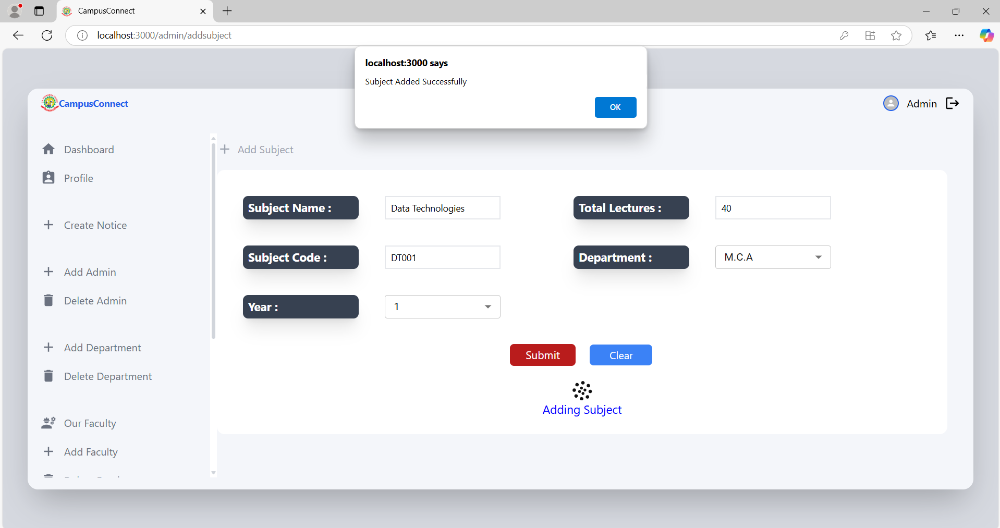 CampusConnect
localhost:3000/admin/addsubject
localhost:3000 says
Subject Added Successfully
OK
CampusConnect
Admin
Dashboard
Profile
Create Notice
Add Admin
Delete Admin
Add Department
Delete Department
Our Faculty
Add Faculty
+ Add Subject
Subject Name : Data Technologies
Total Lectures : 40
Subject Code : DT001
Department : M.C.A
Year : 1
Submit
Clear
Adding Subject